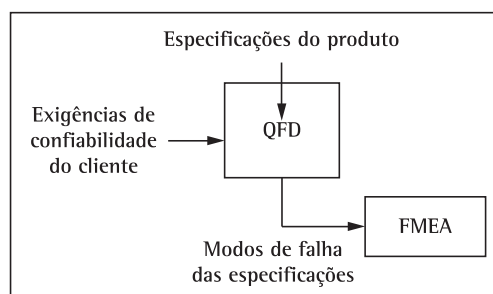 Especificações do produto
Exigências de
confiabilidade
do cliente
QFD
FMEA
Modos de falha
das especificações